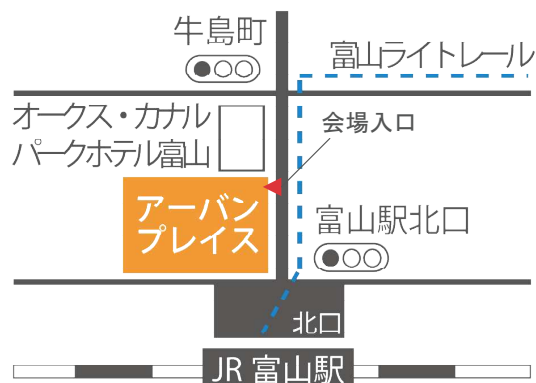 牛島町
富山ライトレール
オークス・カナル
パークホテル富山
会場入口
アーバン
プレイス
富山駅北口
北口
JR 富山駅